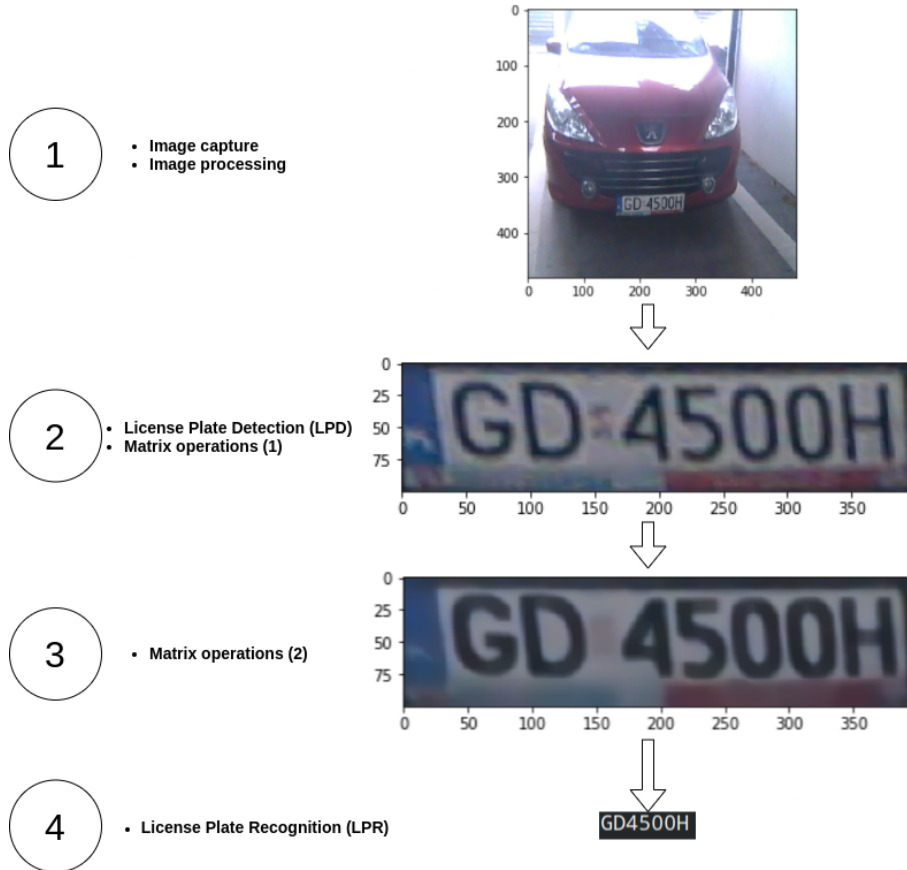 0
100
200
300
400
0 100 200 300 400
GD 4500H
1
• Image capture
• Image processing
0
25
50
75
0 50 100 150 200 250 300 350
GD 4500H
2
• License Plate Detection (LPD)
• Matrix operations (1)
0
25
50
75
0 50 100 150 200 250 300 350
GD 4500H
3
• Matrix operations (2)
4
• License Plate Recognition (LPR)
GD4500H